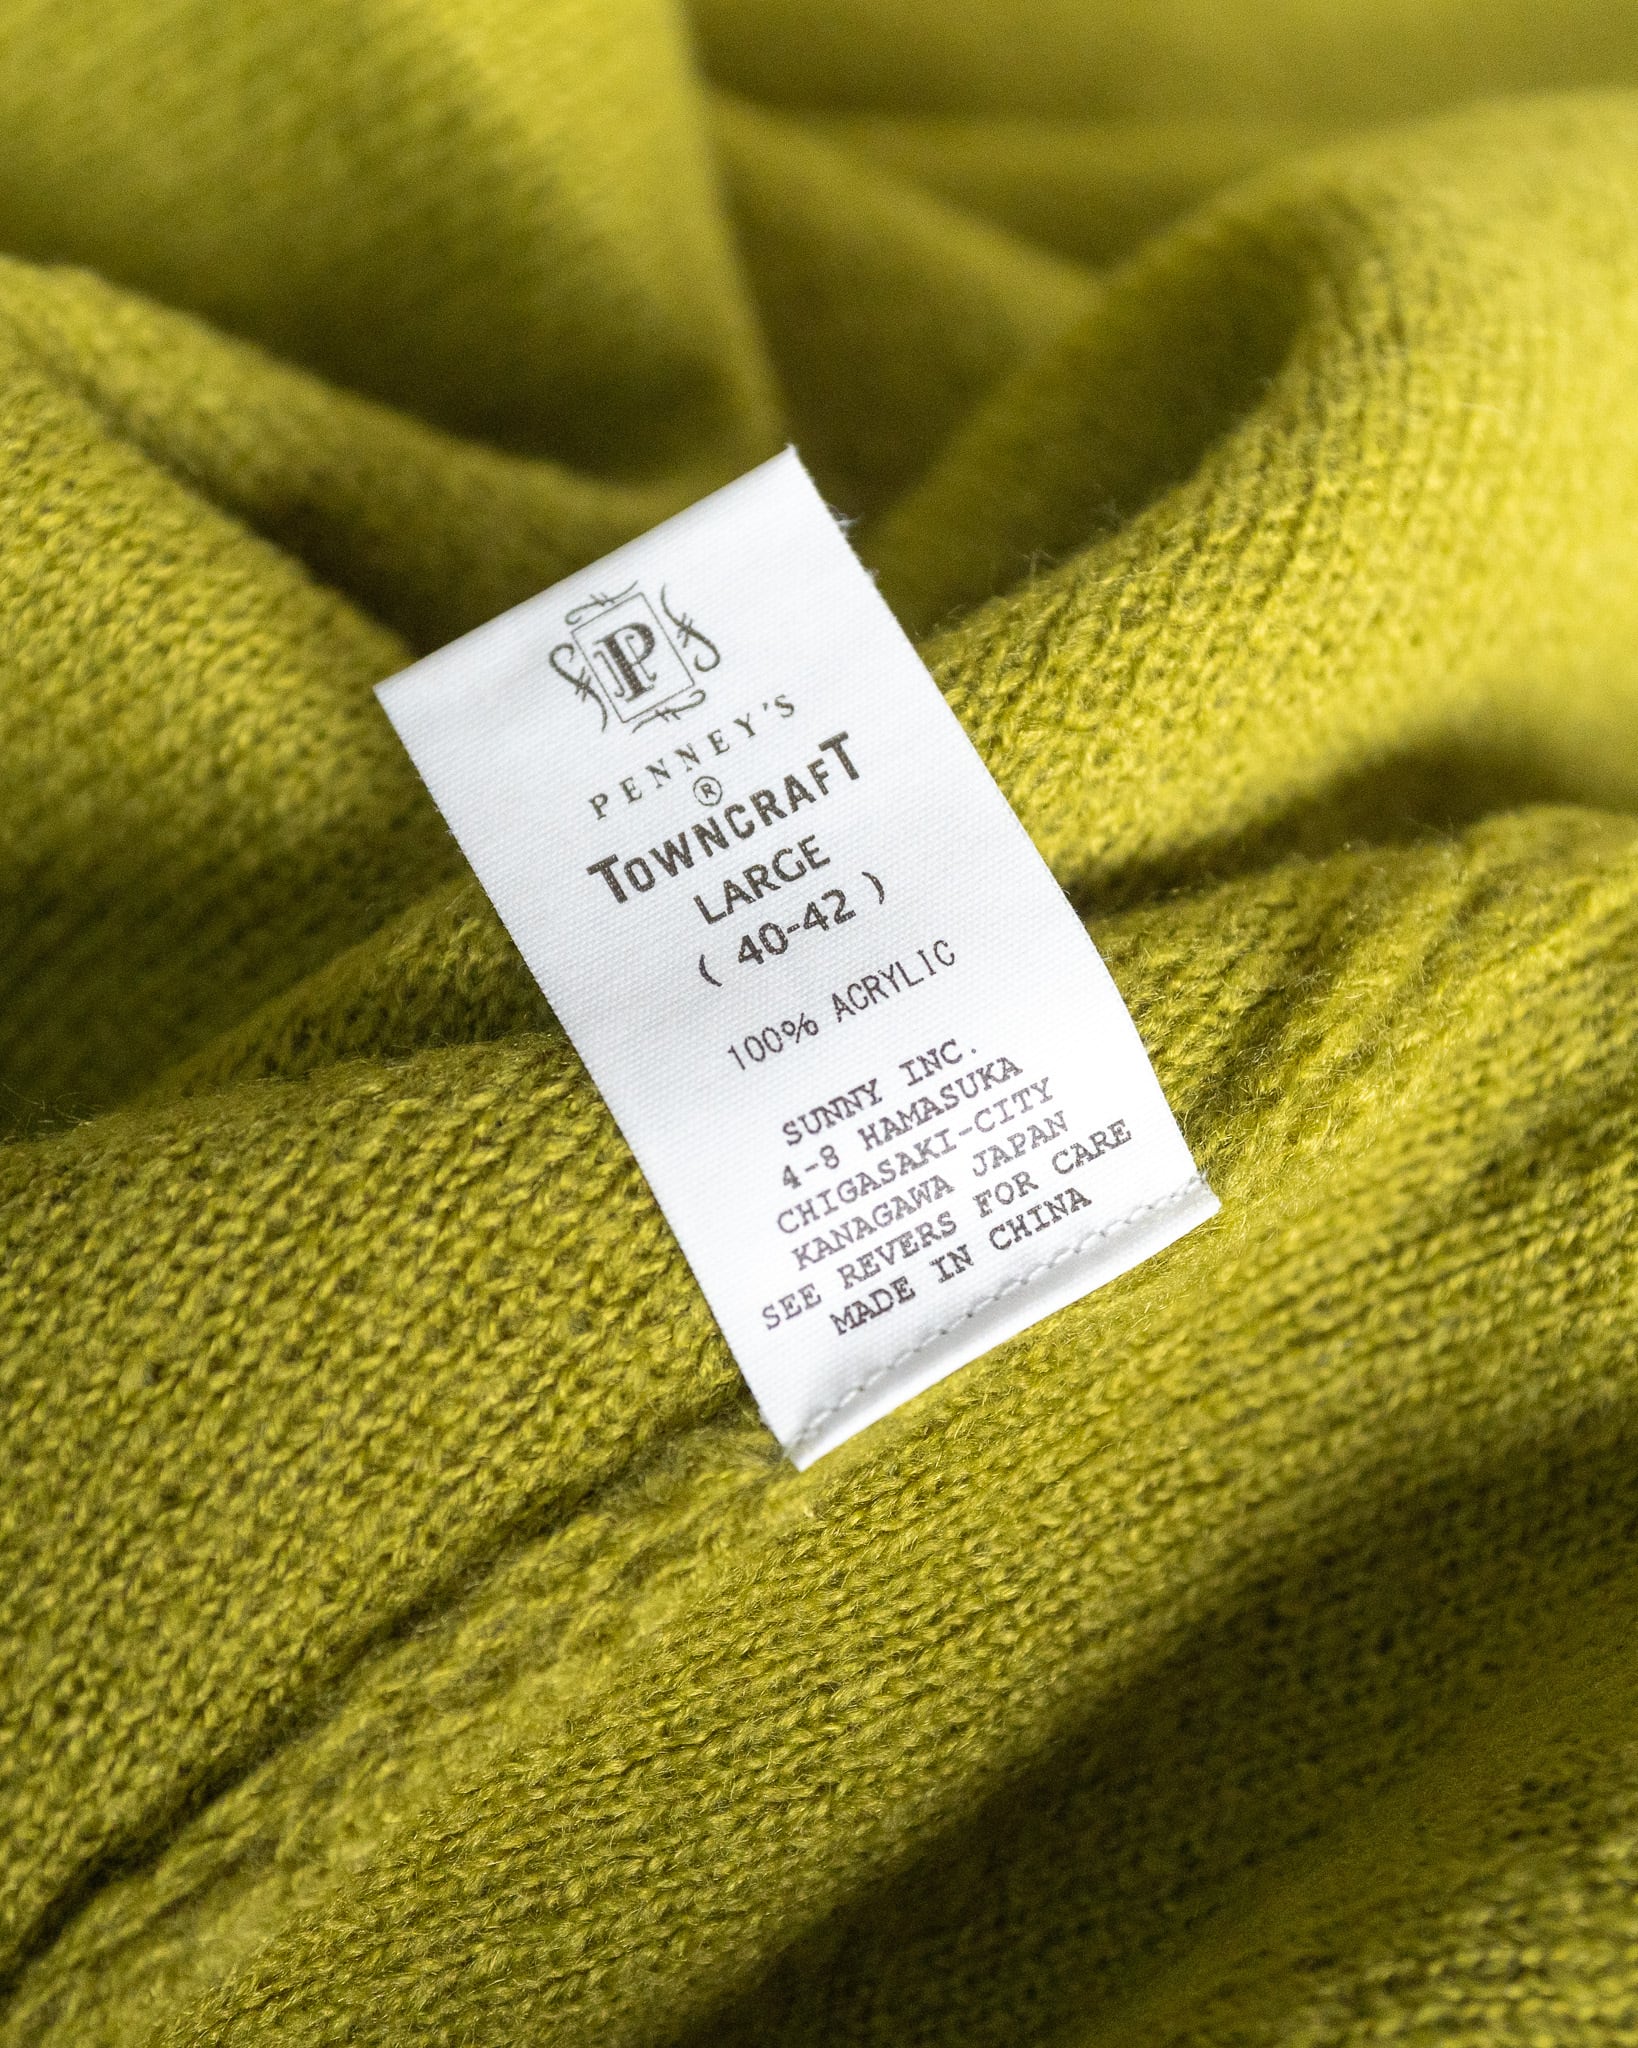 P
PENNEY'S
®
TOWNCRAFT
LARGE
( 40-42 )
100% ACRYLIC
SUNNY INC.
4-8 HAMASUKA
CHIGASAKI-CITY
KANAGAWA JAPAN
SEE REVERS FOR CARE
MADE IN CHINA